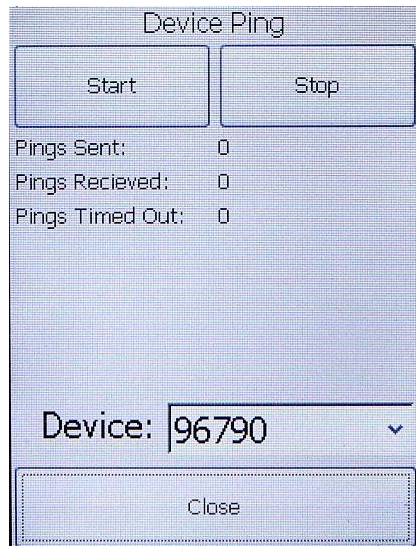 Device Ping
Start Stop
Pings Sent: 0
Pings Recieved: 0
Pings Timed Out: 0
Device: 96790
Close